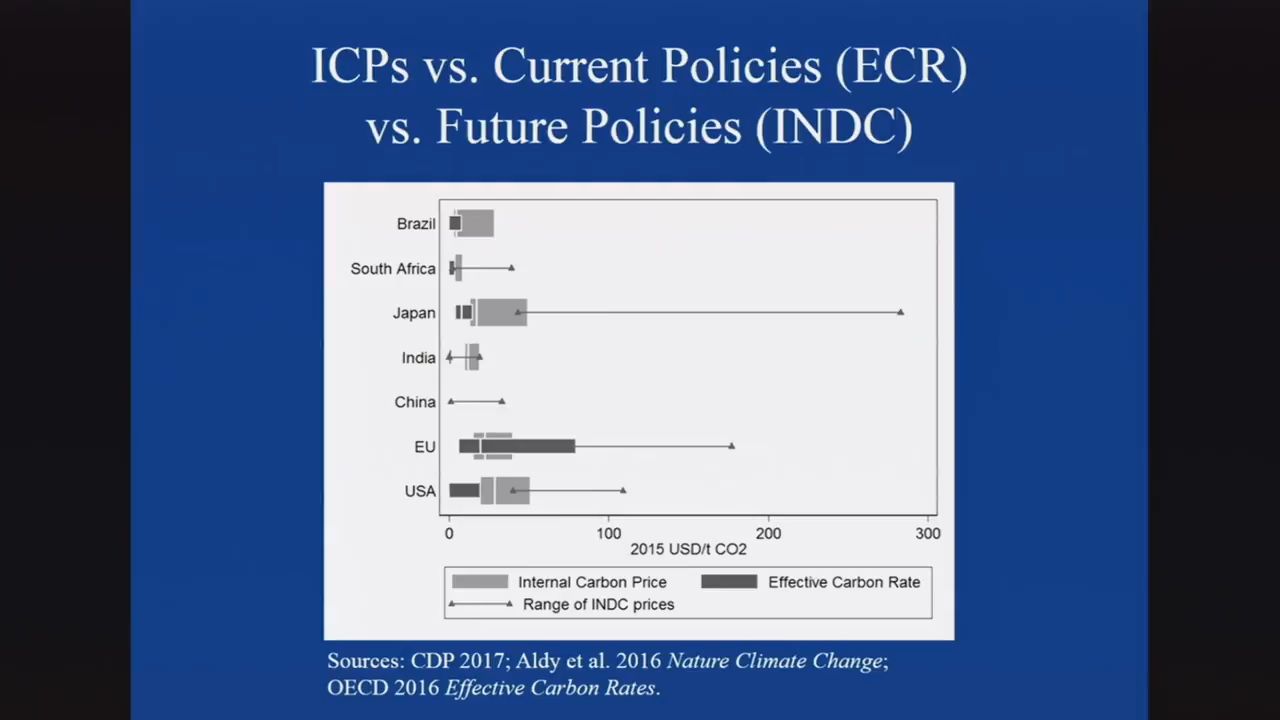 ICPs vs. Current Policies (ECR)
vs. Future Policies (INDC)
Brazil
South Africa
Japan
India
China
EU
USA
0 100 200 300
2015 USD/t CO2
Internal Carbon Price Effective Carbon Rate
Range of INDC prices
Sources: CDP 2017; Aldy et al. 2016 Nature Climate Change;
OECD 2016 Effective Carbon Rates.